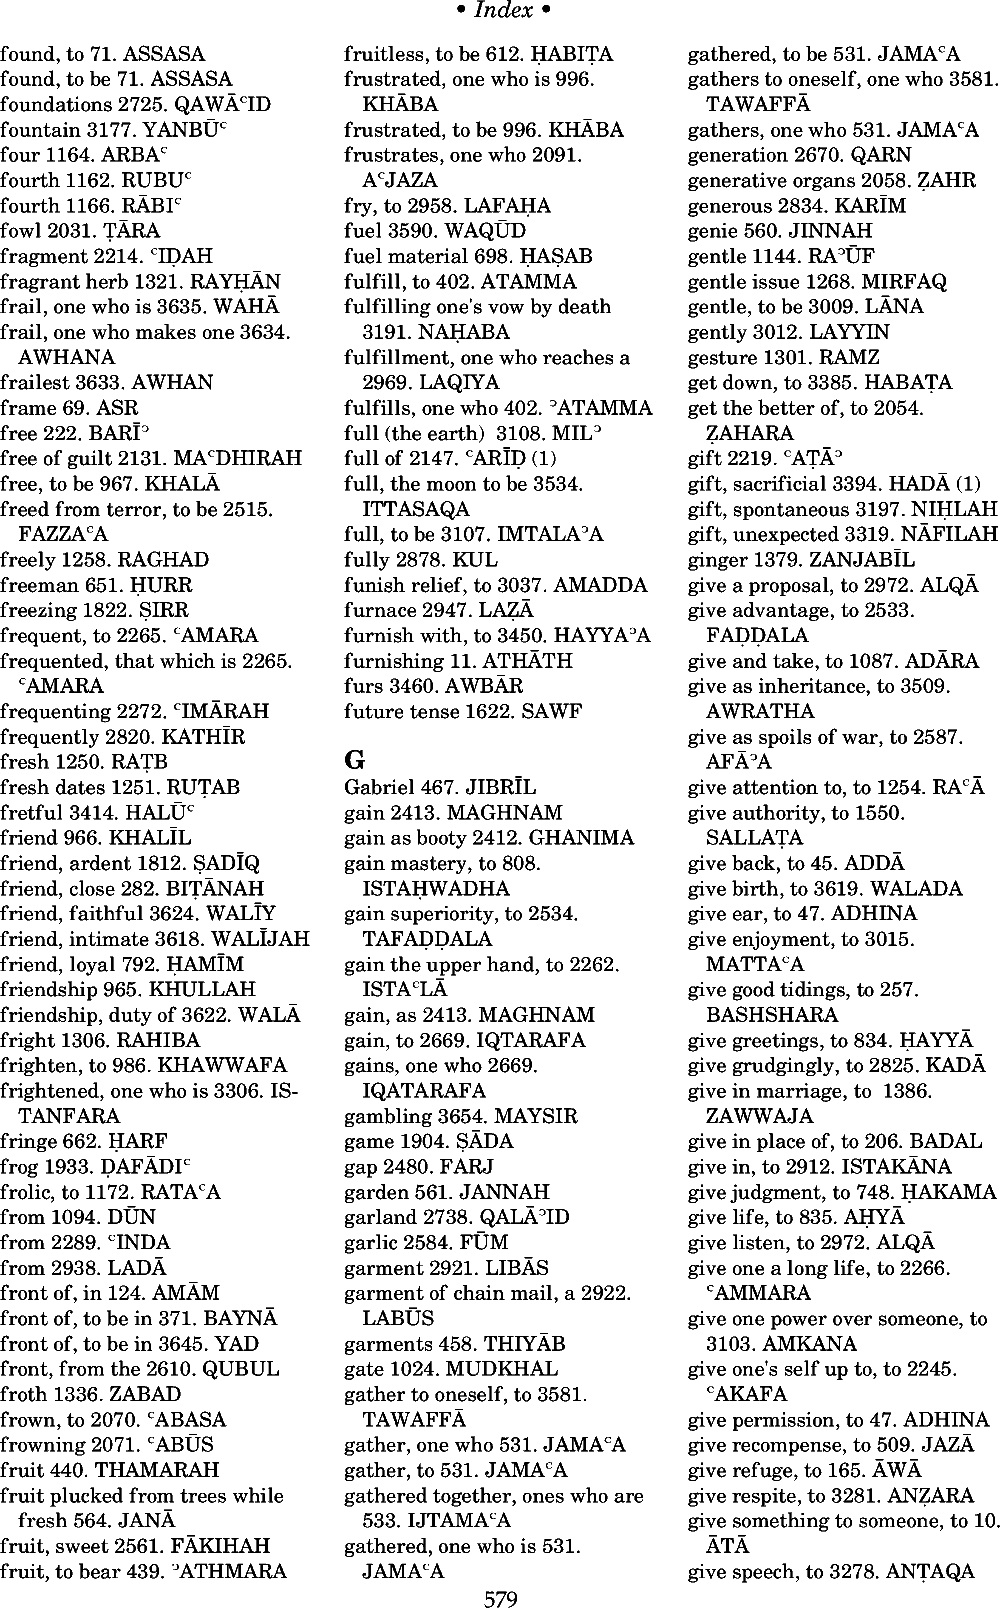 • Index •
found, to 71. ASSASA
found, to be 71. ASSASA
foundations 2725. QAWĀᶜID
fountain 3177. YANBŪᶜ
four 1164. ARBAᶜ
fourth 1162. RUBUᶜ
fourth 1166. RĀBIᶜ
fowl 2031. ṬĀRA
fragment 2214. ᶜIḌAH
fragrant herb 1321. RAYḤĀN
frail, one who is 3635. WAHĀ
frail, one who makes one 3634.
AWHANA
frailest 3633. AWHAN
frame 69. ASR
free 222. BARĪᵓ
free of guilt 2131. MAᶜDHIRAH
free, to be 967. KHALĀ
freed from terror, to be 2515.
FAZZAᶜA
freely 1258. RAGHAD
freeman 651. ḤURR
freezing 1822. ṢIRR
frequent, to 2265. ᶜAMARA
frequented, that which is 2265.
ᶜAMARA
frequenting 2272. ᶜIMĀRAH
frequently 2820. KATHĪR
fresh 1250. RAṬB
fresh dates 1251. RUṬAB
fretful 3414. HALŪᶜ
friend 966. KHALĪL
friend, ardent 1812. ṢADĪQ
friend, close 282. BIṬĀNAH
friend, faithful 3624. WALĪY
friend, intimate 3618. WALĪJAH
friend, loyal 792. ḤAMĪM
friendship 965. KHULLAH
friendship, duty of 3622. WALĀ
fright 1306. RAHIBA
frighten, to 986. KHAWWAFA
frightened, one who is 3306. IS-
TANFARA
fringe 662. ḤARF
frog 1933. ḌAFĀDIᶜ
frolic, to 1172. RATAᶜA
from 1094. DŪN
from 2289. ᶜINDA
from 2938. LADĀ
front of, in 124. AMĀM
front of, to be in 371. BAYNĀ
front of, to be in 3645. YAD
front, from the 2610. QUBUL
froth 1336. ZABAD
frown, to 2070. ᶜABASA
frowning 2071. ᶜABŪS
fruit 440. THAMARAH
fruit plucked from trees while
fresh 564. JANĀ
fruit, sweet 2561. FĀKIHAH
fruit, to bear 439. ᵓATHMARA
fruitless, to be 612. ḤABIṬA
frustrated, one who is 996.
KHĀBA
frustrated, to be 996. KHĀBA
frustrates, one who 2091.
AᶜJAZA
fry, to 2958. LAFAḤA
fuel 3590. WAQŪD
fuel material 698. ḤAṢAB
fulfill, to 402. ATAMMA
fulfilling one's vow by death
3191. NAḤABA
fulfillment, one who reaches a
2969. LAQIYA
fulfills, one who 402. ᵓATAMMA
full (the earth) 3108. MILᵓ
full of 2147. ᶜARĪḌ (1)
full, the moon to be 3534.
ITTASAQA
full, to be 3107. IMTALAᵓA
fully 2878. KUL
funish relief, to 3037. AMADDA
furnace 2947. LAẒĀ
furnish with, to 3450. HAYYAᵓA
furnishing 11. ATHĀTH
furs 3460. AWBĀR
future tense 1622. SAWF
G
Gabriel 467. JIBRĪL
gain 2413. MAGHNAM
gain as booty 2412. GHANIMA
gain mastery, to 808.
ISTAḤWADHA
gain superiority, to 2534.
TAFAḌḌALA
gain the upper hand, to 2262.
ISTAᶜLĀ
gain, as 2413. MAGHNAM
gain, to 2669. IQTARAFA
gains, one who 2669.
IQATARAFA
gambling 3654. MAYSIR
game 1904. ṢĀDA
gap 2480. FARJ
garden 561. JANNAH
garland 2738. QALĀᵓID
garlic 2584. FŪM
garment 2921. LIBĀS
garment of chain mail, a 2922.
LABŪS
garments 458. THIYĀB
gate 1024. MUDKHAL
gather to oneself, to 3581.
TAWAFFĀ
gather, one who 531. JAMAᶜA
gather, to 531. JAMAᶜA
gathered together, ones who are
533. IJTAMAᶜA
gathered, one who is 531.
JAMAᶜA
gathered, to be 531. JAMAᶜA
gathers to oneself, one who 3581.
TAWAFFĀ
gathers, one who 531. JAMAᶜA
generation 2670. QARN
generative organs 2058. ẒAHR
generous 2834. KARĪM
genie 560. JINNAH
gentle 1144. RAᵓŪF
gentle issue 1268. MIRFAQ
gentle, to be 3009. LĀNA
gently 3012. LAYYIN
gesture 1301. RAMZ
get down, to 3385. HABAṬA
get the better of, to 2054.
ẒAHARA
gift 2219. ᶜAṬĀᵓ
gift, sacrificial 3394. HADĀ (1)
gift, spontaneous 3197. NIḤLAH
gift, unexpected 3319. NĀFILAH
ginger 1379. ZANJABĪL
give a proposal, to 2972. ALQĀ
give advantage, to 2533.
FAḌḌALA
give and take, to 1087. ADĀRA
give as inheritance, to 3509.
AWRATHA
give as spoils of war, to 2587.
AFĀᵓA
give attention to, to 1254. RAᶜĀ
give authority, to 1550.
SALLAṬA
give back, to 45. ADDĀ
give birth, to 3619. WALADA
give ear, to 47. ADHINA
give enjoyment, to 3015.
MATTAᶜA
give good tidings, to 257.
BASHSHARA
give greetings, to 834. ḤAYYĀ
give grudgingly, to 2825. KADĀ
give in marriage, to 1386.
ZAWWAJA
give in place of, to 206. BADAL
give in, to 2912. ISTAKĀNA
give judgment, to 748. ḤAKAMA
give life, to 835. AḤYĀ
give listen, to 2972. ALQĀ
give one a long life, to 2266.
ᶜAMMARA
give one power over someone, to
3103. AMKANA
give one's self up to, to 2245.
ᶜAKAFA
give permission, to 47. ADHINA
give recompense, to 509. JAZĀ
give refuge, to 165. ĀWĀ
give respite, to 3281. ANẒARA
give something to someone, to 10.
ĀTĀ
give speech, to 3278. ANṬAQA
579